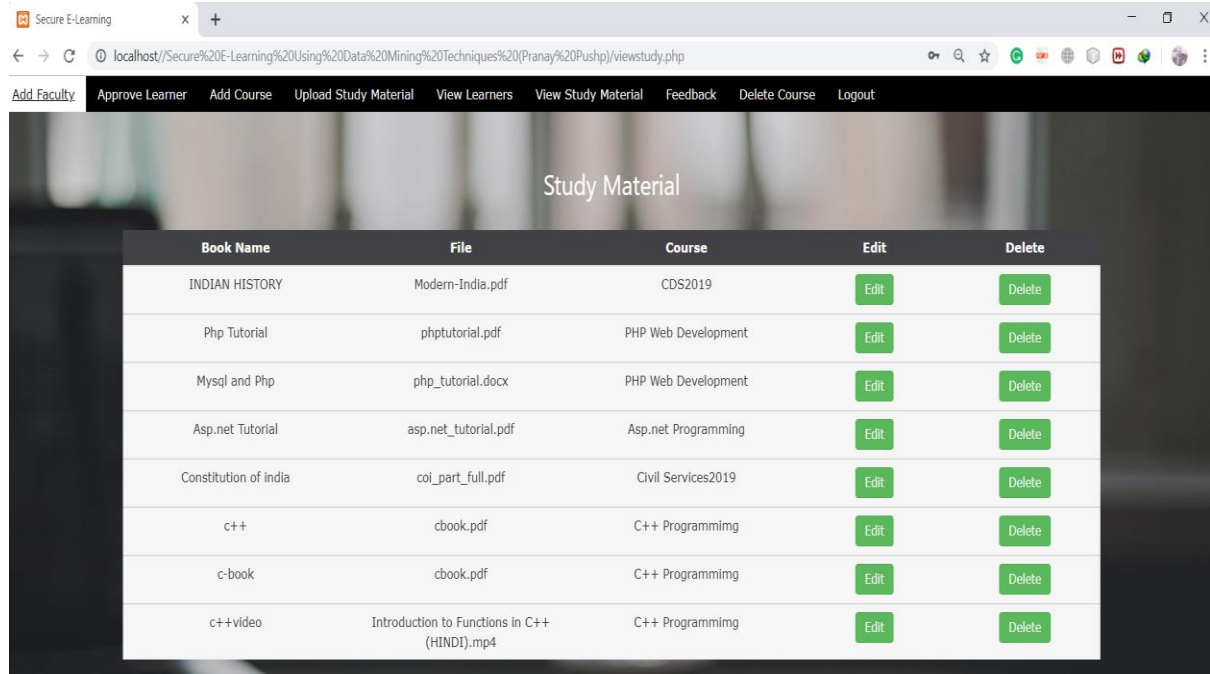 Secure E-Learning
localhost//Secure%20E-Learning%20Using%20Data%20Mining%20Techniques%20(Pranay%20Pushp)/viewstudy.php
Add Faculty Approve Learner Add Course Upload Study Material View Learners View Study Material Feedback Delete Course Logout
Study Material
Book Name File Course Edit Delete
INDIAN HISTORY Modern-India.pdf CDS2019 Edit Delete
Php Tutorial phptutorial.pdf PHP Web Development Edit Delete
Mysql and Php php_tutorial.docx PHP Web Development Edit Delete
Asp.net Tutorial asp.net_tutorial.pdf Asp.net Programming Edit Delete
Constitution of india coi_part_full.pdf Civil Services2019 Edit Delete
c++ cbook.pdf C++ Programmimg Edit Delete
c-book cbook.pdf C++ Programmimg Edit Delete
c++video Introduction to Functions in C++ C++ Programmimg Edit Delete
(HINDI).mp4